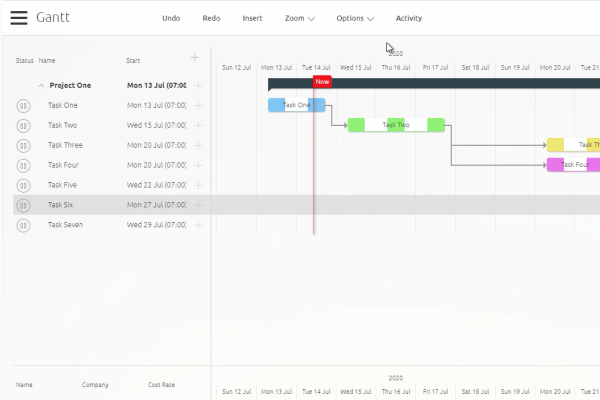 Gantt Undo Redo Insert Zoom Options Activity
2020
Status Name Start +
Sun 12 Jul Mon 13 Jul Tue 14 Jul Wed 15 Jul Thu 16 Jul Fri 17 Jul Sat 18 Jul Sun 19 Jul Mon 20 Jul Tue 21
Project One Mon 13 Jul (07:00 +
Now
Task One Mon 13 Jul (07:00) +
Task One
Task Two Wed 15 Jul (07:00) +
Task Two
Task Three Mon 20 Jul (07:00) +
Task Th
Task Four Mon 20 Jul (07:00) +
Task Four
Task Five Wed 22 Jul (07:00) +
Task Six Mon 27 Jul (07:00) +
Task Seven Wed 29 Jul (07:00) +
2020
Name Company Cost Rate
Sun 12 Jul Mon 13 Jul Tue 14 Jul Wed 15 Jul Thu 16 Jul Fri 17 Jul Sat 18 Jul Sun 19 Jul Mon 20 Jul Tue 21